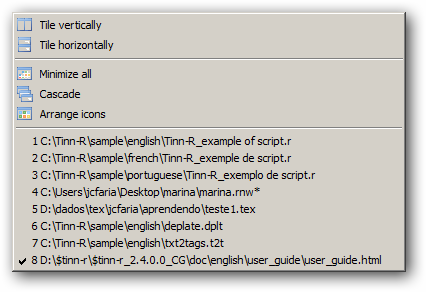 Tile vertically
Tile horizontally
Minimize all
Cascade
Arrange icons
1 C:\Tinn-R\sample\english\Tinn-R_example of script.r
2 C:\Tinn-R\sample\french\Tinn-R_exemple de script.r
3 C:\Tinn-R\sample\portuguese\Tinn-R_exemplo de script.r
4 C:\Users\jcfaria\Desktop\marina\marina.rnw*
5 D:\dados\tex\jcfaria\aprendendo\teste1.tex
6 C:\Tinn-R\sample\english\deplate.dplt
7 C:\Tinn-R\sample\english\txt2tags.t2t
8 D:\$tinn-r\$tinn-r_2.4.0.0_CG\doc\english\user_guide\user_guide.html